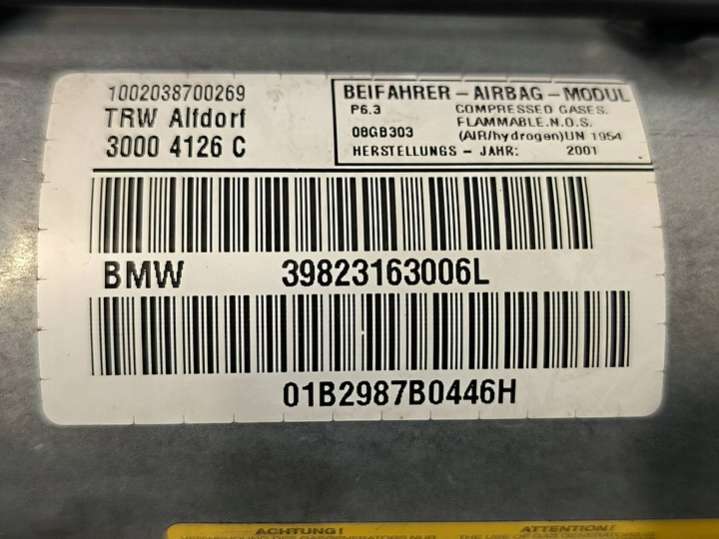 1002038700269
TRW Alfdorf
3000 4126 C
BEIFAHRER - AIRBAG - MODUL
P6.3 COMPRESSED GASES.
FLAMMABLE.N.O.S.
08GB303 (AIR/hydrogen)UN 1954
HERSTELLUNGS - JAHR: 2001
BMW 39823163006L
01B2987B0446H
ACHTUNG!
ATTENTION!